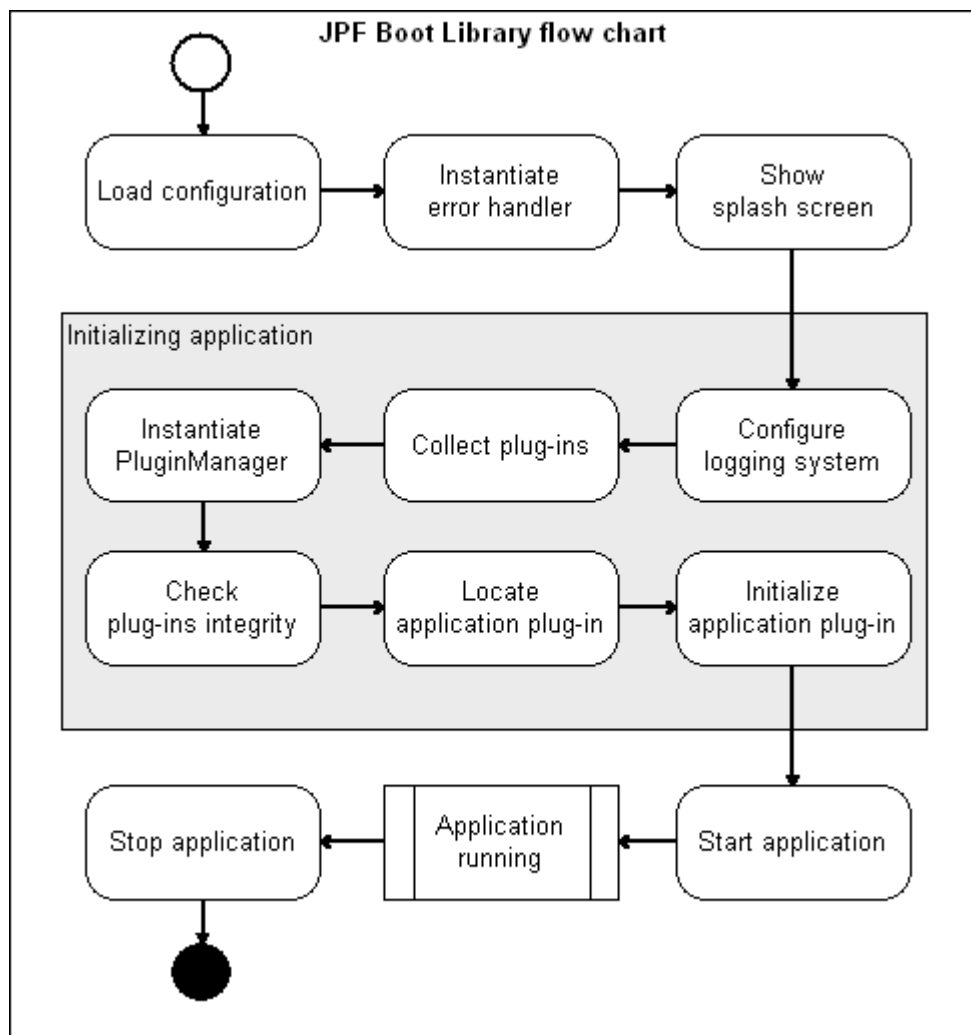 JPF Boot Library flow chart
Load configuration
Instantiate
error handler
Show
splash screen
Initializing application
Instantiate
PluginManager
Collect plug-ins
Configure
logging system
Check
plug-ins integrity
Locate
application plug-in
Initialize
application plug-in
Stop application
Application
running
Start application